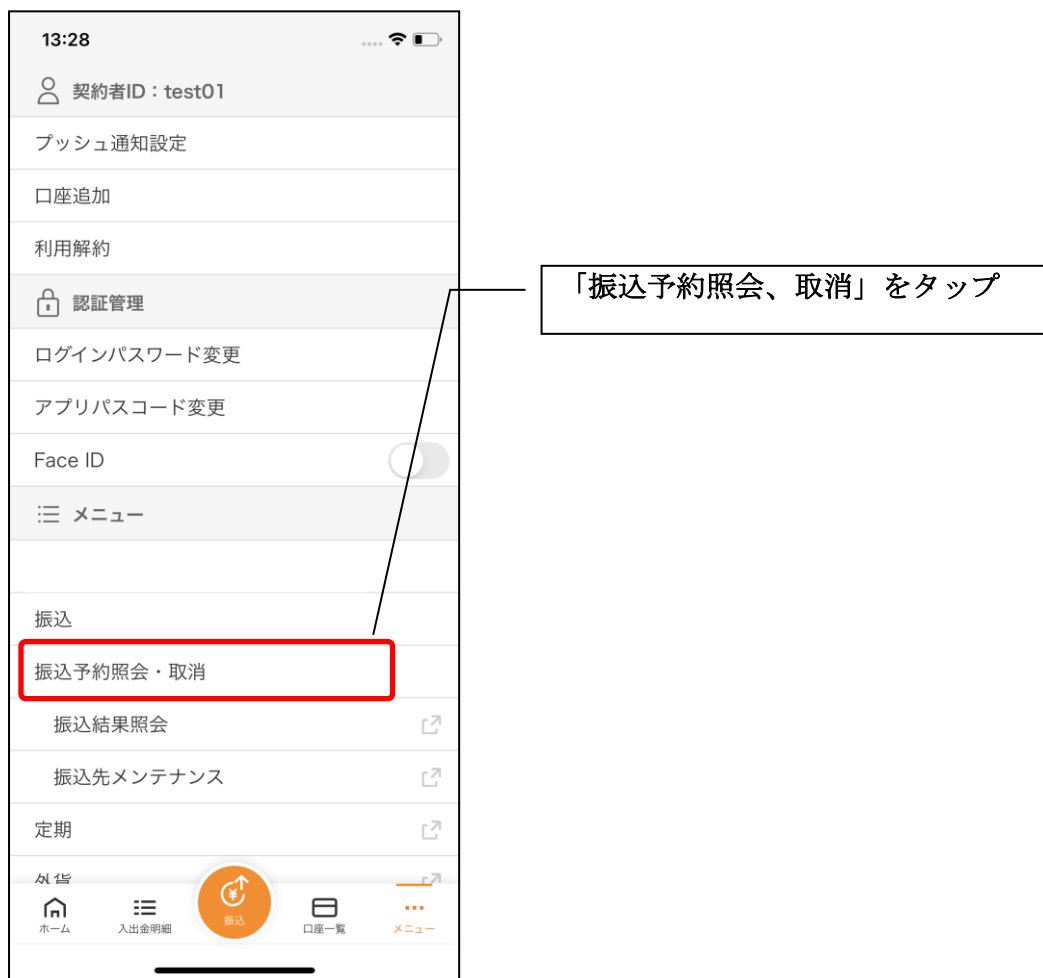 13:28
契約者ID：test01
プッシュ通知設定
口座追加
利用解約
認証管理
「振込予約照会、取消」をタップ
ログインパスワード変更
アプリパスコード変更
Face ID
メニュー
振込
振込予約照会・取消
振込結果照会
振込先メンテナンス
定期
外貨
振込
ホーム
入出金明細
口座一覧
メニュー